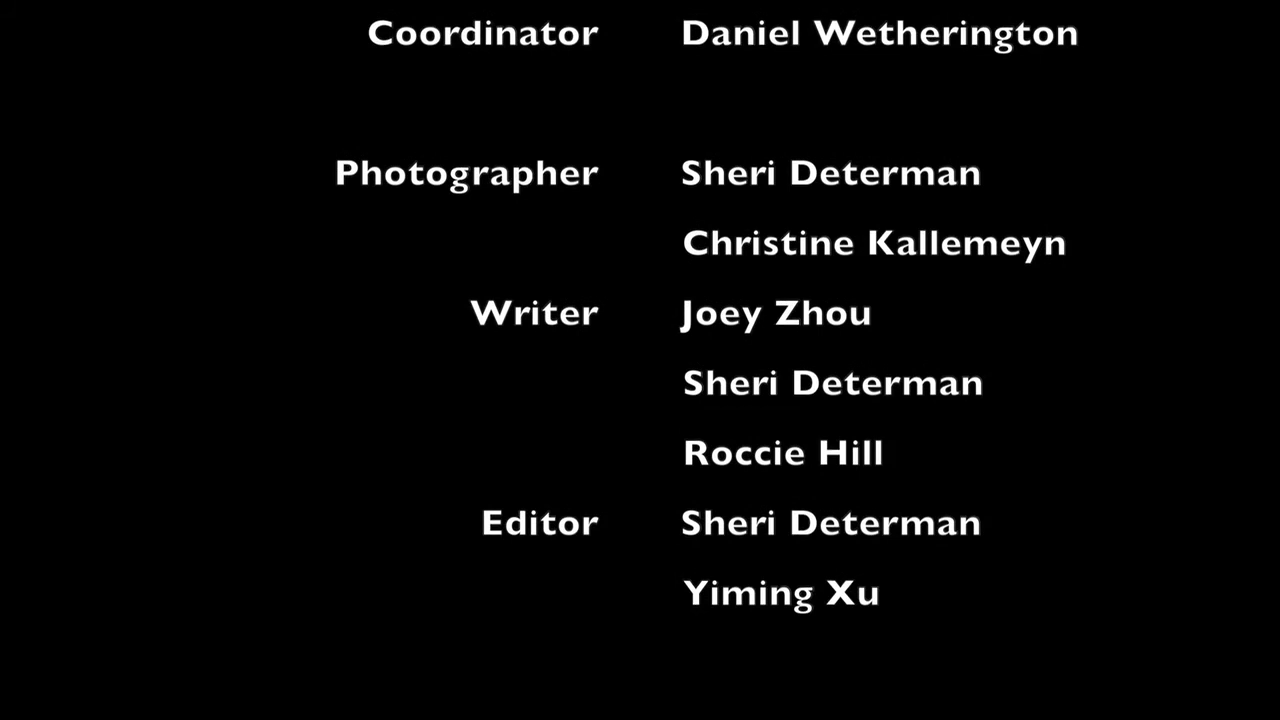 Coordinator Daniel Wetherington
Photographer Sheri Determan
Christine Kallemeyn
Writer Joey Zhou
Sheri Determan
Roccie Hill
Editor Sheri Determan
Yiming Xu